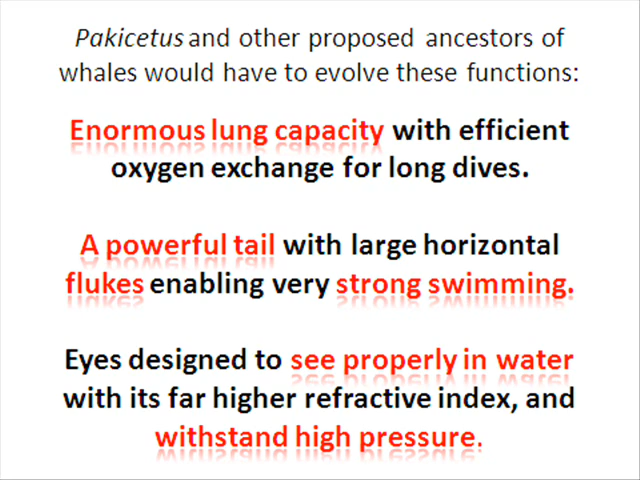 Pakicetus and other proposed ancestors of
whales would have to evolve these functions:
Enormous lung capacity with efficient
oxygen exchange for long dives.
A powerful tail with large horizontal
flukes enabling very strong swimming.
Eyes designed to see properly in water
with its far higher refractive index, and
withstand high pressure.